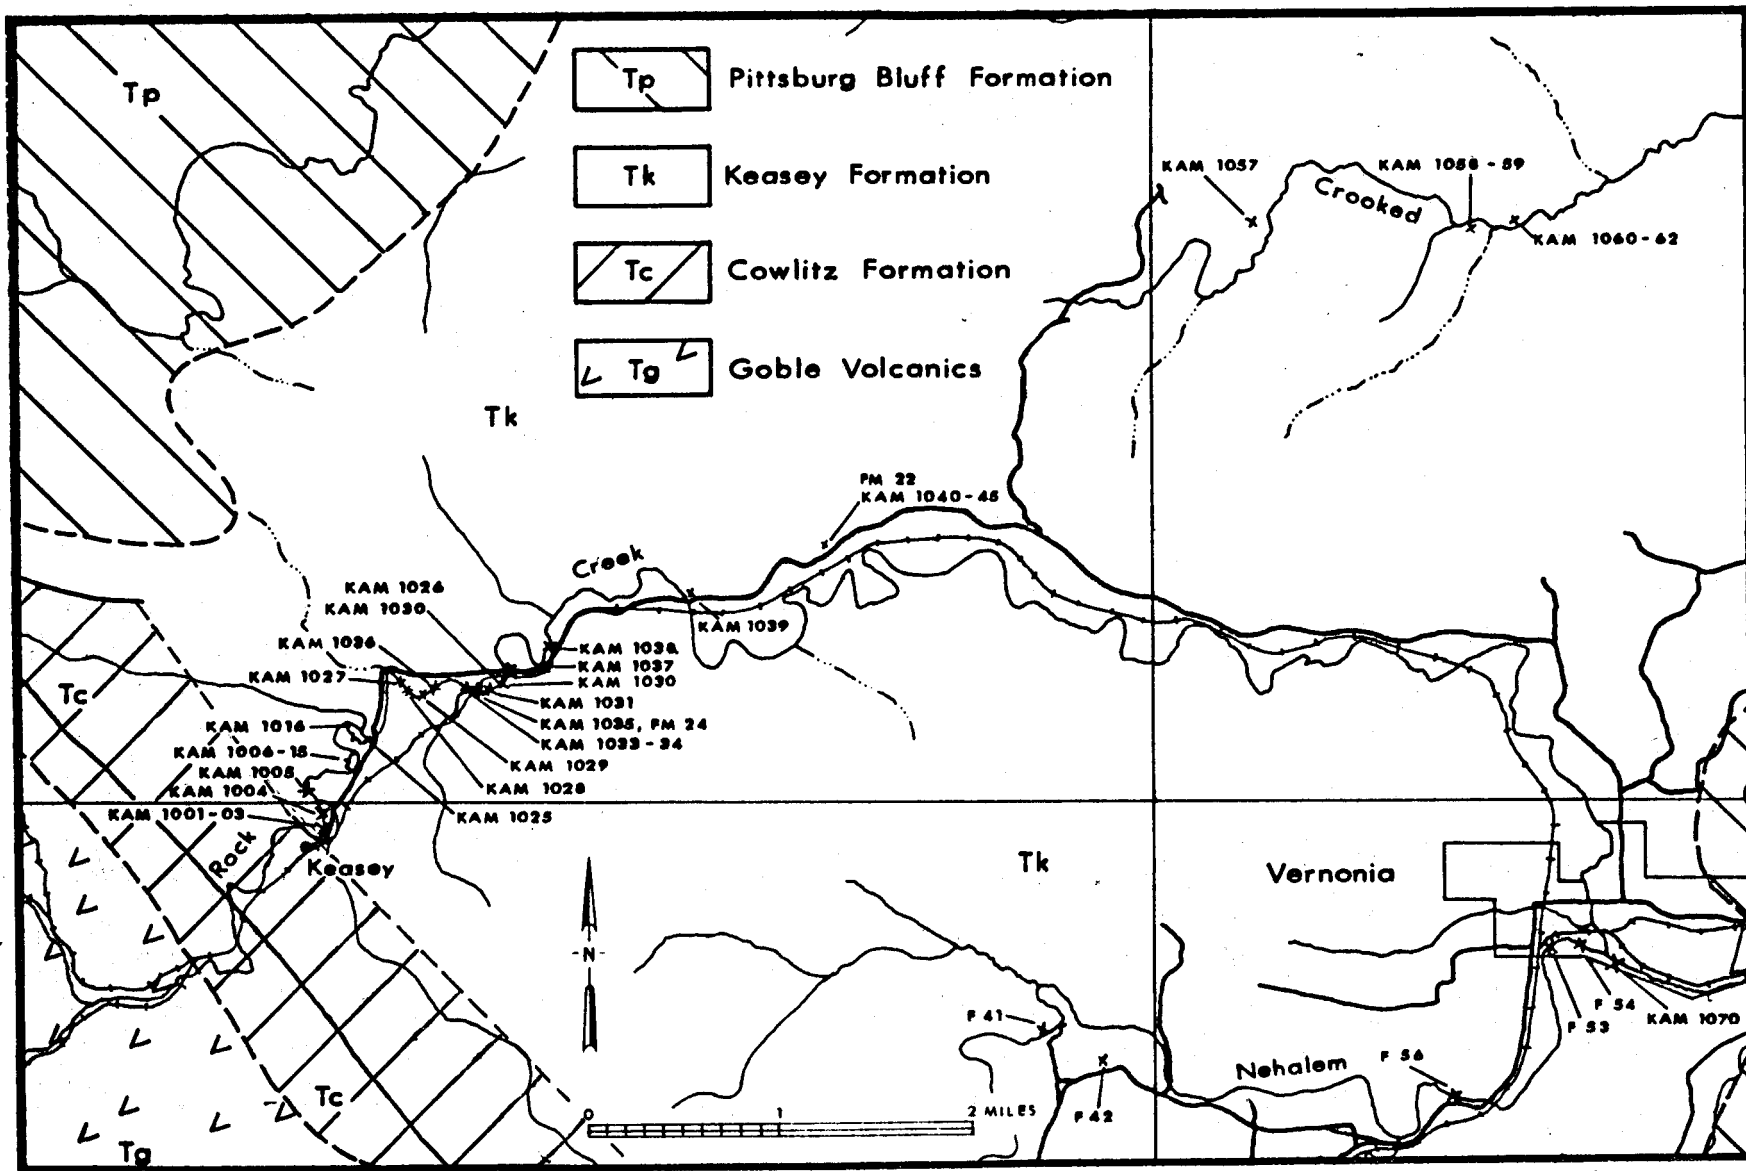 Tp
Tp Pittsburg Bluff Formation
Tk Keasey Formation
Tc Cowlitz Formation
Tg Goble Volcanics
KAM 1057
KAM 1058-59
Crooked
KAM 1060-62
Tk
FM 22
KAM 1040-45
Creek
KAM 1026
KAM 1030
KAM 1039
KAM 1036
KAM 1038
KAM 1037
KAM 1027
KAM 1030
Tc
KAM 1031
KAM 1016
KAM 1035, FM 24
KAM 1033-34
KAM 1006-15
KAM 1029
KAM 1005
KAM 1028
KAM 1004
KAM 1001-03
KAM 1025
Rock
Keasey
Tk
Vernonia
-N-
F 41
F 54
F 53
KAM 1070
F 56
Nehalem
Tc
0 1 2 MILES
F 42
Tg